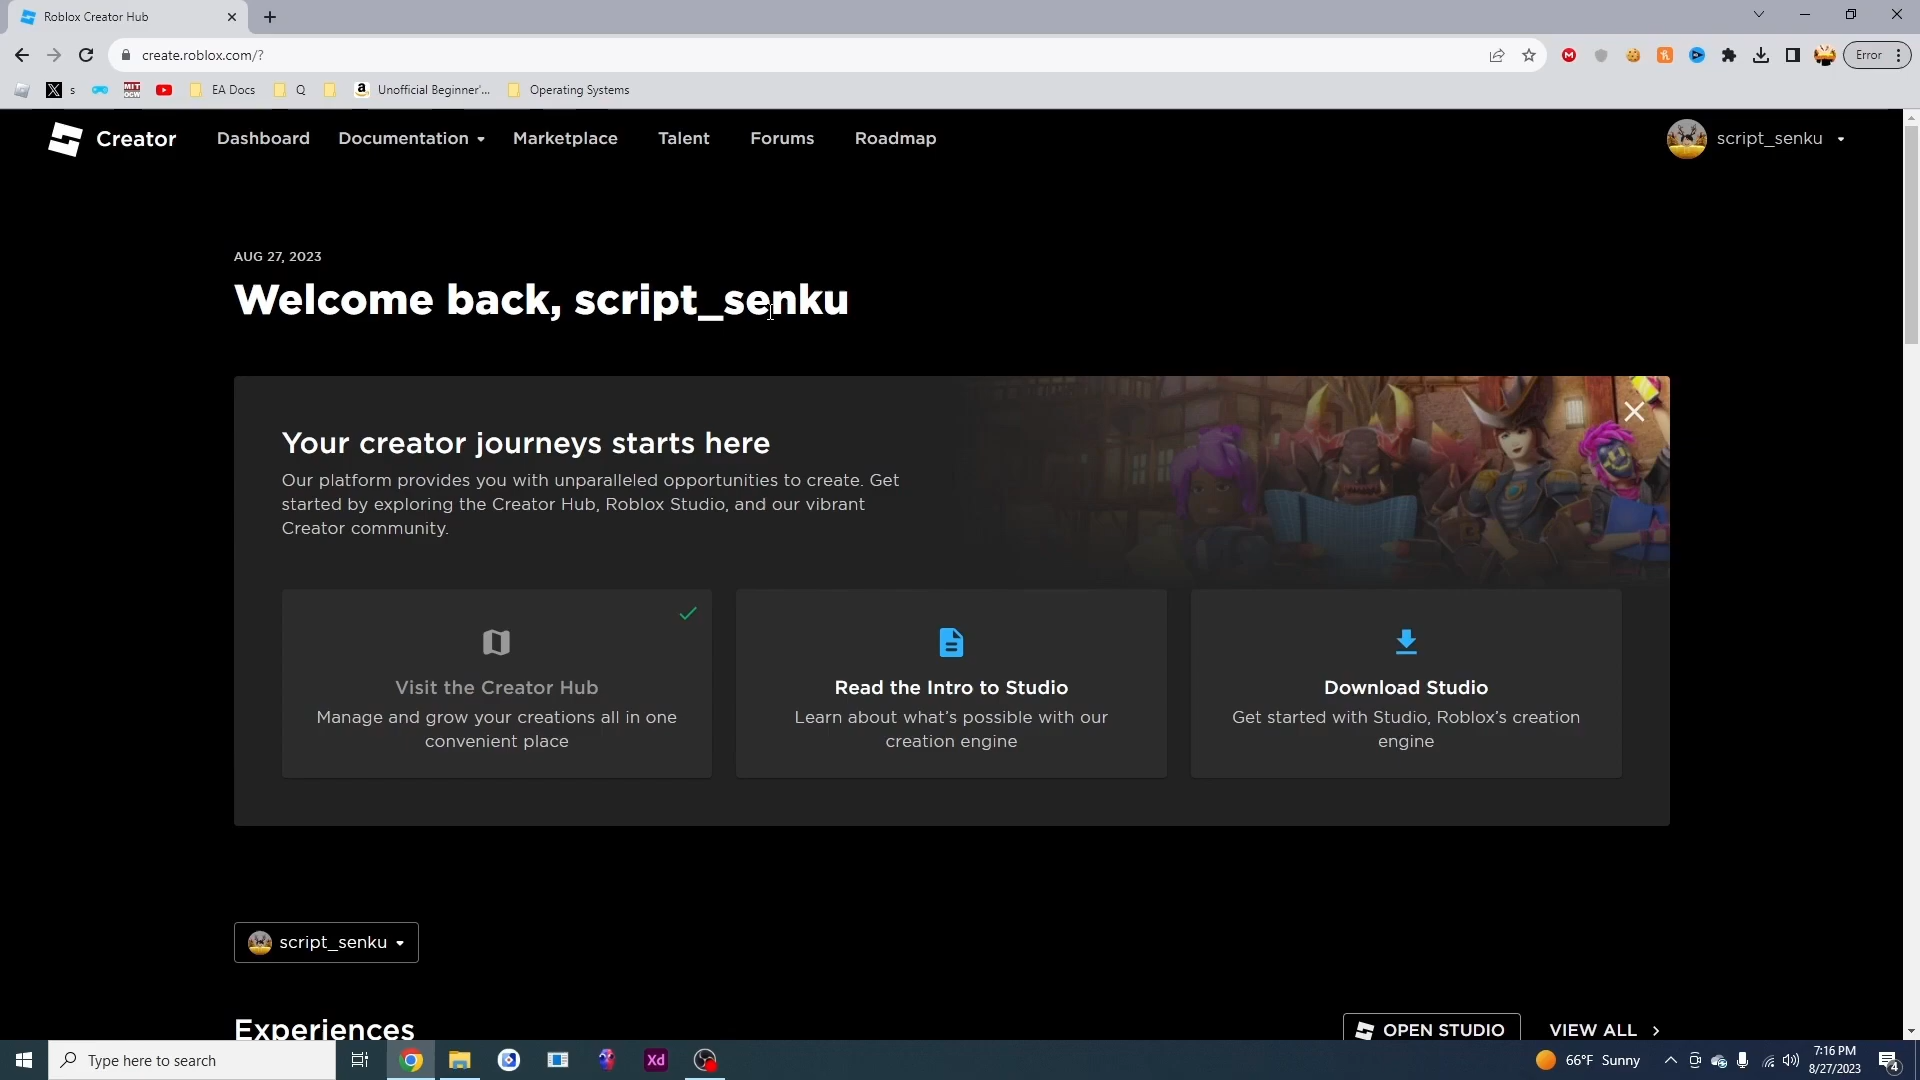 Roblox Creator Hub
create.roblox.com/?
Error
s
MIT
OCW
EA Docs
Q
a
Unofficial Beginner'...
Operating Systems
Creator
Dashboard
Documentation
Marketplace
Talent
Forums
Roadmap
script_senku
AUG 27, 2023
Welcome back, script_senku
Your creator journeys starts here
Our platform provides you with unparalleled opportunities to create. Get
started by exploring the Creator Hub, Roblox Studio, and our vibrant
Creator community.
Visit the Creator Hub
Manage and grow your creations all in one
convenient place
Read the Intro to Studio
Learn about what's possible with our
creation engine
Download Studio
Get started with Studio, Roblox's creation
engine
script_senku
Experiences
OPEN STUDIO
VIEW ALL
Type here to search
Xd
66°F Sunny
7:16 PM
8/27/2023
4